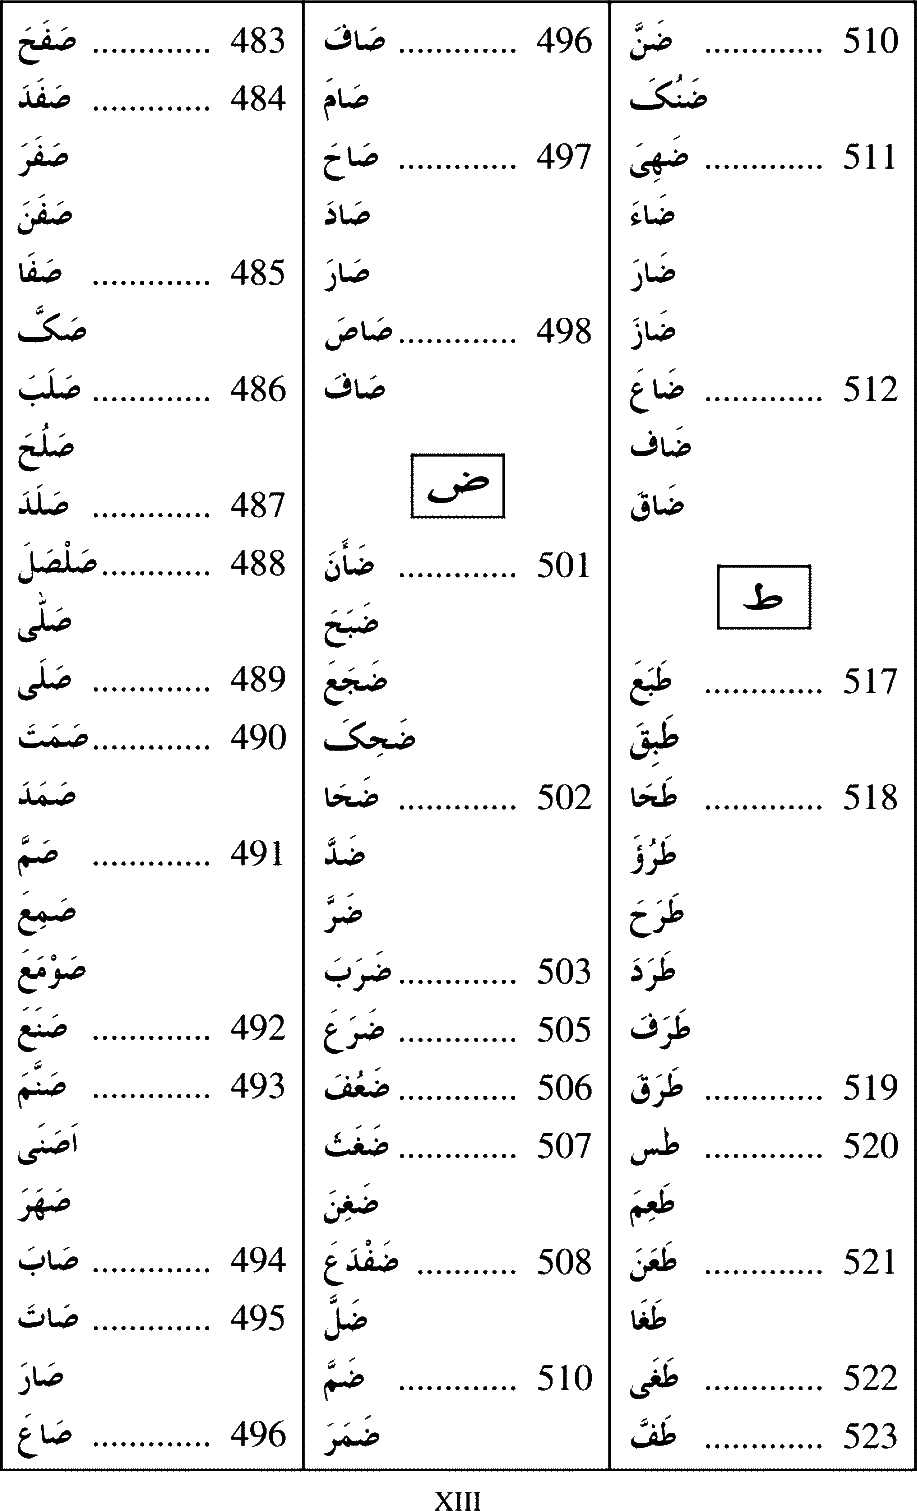 صَفَحَ ............. 483
صَفَدَ ............. 484
صَفَرَ
صَفَنَ
صَفَا ............. 485
صَكَّ
صَلَبَ ............. 486
صَلُحَ
صَلَدَ ............. 487
صَلْصَلَ ............ 488
صَلّٰى
صَلَى ............. 489
صَمَتَ ............. 490
صَمَدَ
صَمَّ ............. 491
صَمِعَ
صَوْمَعَ
صَنَعَ ............. 492
صَنَّمَ ............. 493
اَصَنَى
صَهَرَ
صَابَ ............. 494
صَاتَ ............. 495
صَارَ
صَاعَ ............. 496
صَافَ ............. 496
صَامَ
صَاحَ ............. 497
صَادَ
صَارَ
صَاصَ ............. 498
صَافَ
ض
ضَأَنَ ............. 501
ضَبَحَ
ضَجَعَ
ضَحِكَ
ضَحَا ............. 502
ضَدَّ
ضَرَّ
ضَرَبَ ............. 503
ضَرَعَ ............. 505
ضَعُفَ ............. 506
ضَغَثَ ............. 507
ضَغِنَ
ضَفْدَعَ ........... 508
ضَلَّ
ضَمَّ ............. 510
ضَمَرَ
ضَنَّ ............. 510
ضَنُكَ
ضَهِىَ ............. 511
ضَاءَ
ضَارَ
ضَازَ
ضَاعَ ............. 512
ضَاف
ضَاقَ
ط
طَبَعَ ............. 517
طَبِقَ
طَحَا ............. 518
طَرُؤَ
طَرَحَ
طَرَدَ
طَرَفَ
طَرَقَ ............. 519
طٰس ............. 520
طَعِمَ
طَعَنَ ............. 521
طَغَا
طَغَى ............. 522
طَفَّ ............. 523
XIII